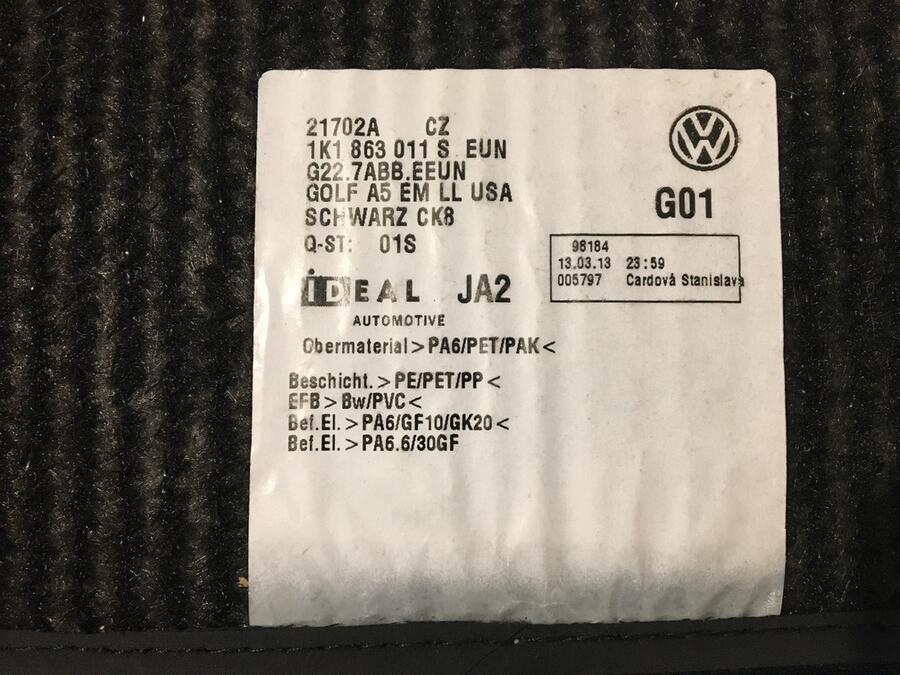 21702A CZ
1K1 863 011 S EUN
G22.7ABB.EEUN
GOLF A5 EM LL USA
SCHWARZ CK8
Q-ST: 01S
VW
G01
98184
13.03.13 23:59
005797 Cardová Stanislava
IDEAL JA2
AUTOMOTIVE
Obermaterial>PA6/PET/PAK<
Beschicht.>PE/PET/PP<
EFB>Bw/PVC<
Bef.El.>PA6/GF10/GK20<
Bef.El.>PA6.6/30GF